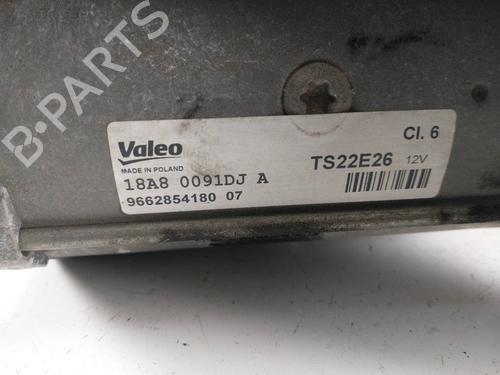 B-PARTS
Valeo
MADE IN POLAND
18A8 0091DJ A
9662854180 07
Cl. 6
TS22E26 12V